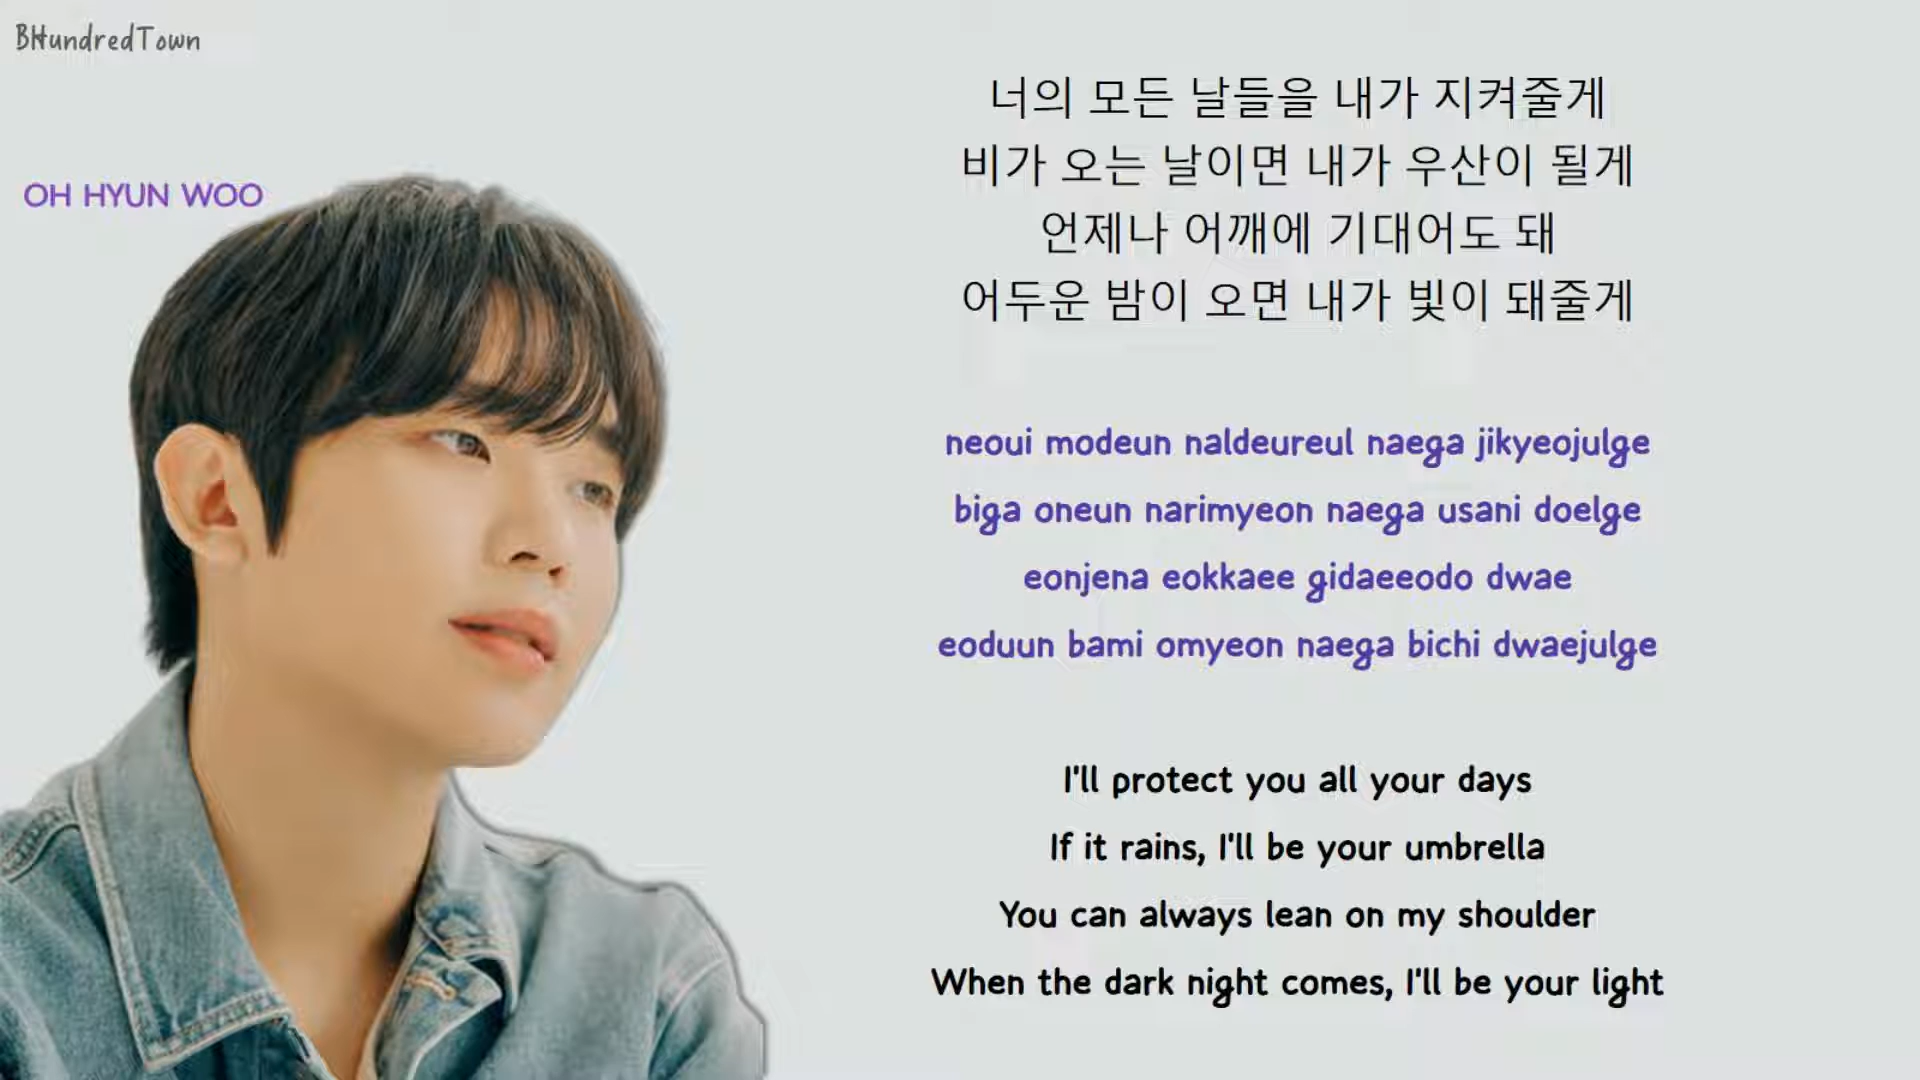 BHundredTown
OH HYUN WOO
너의 모든 날들을 내가 지켜줄게
비가 오는 날이면 내가 우산이 될게
언제나 어깨에 기대어도 돼
어두운 밤이 오면 내가 빛이 돼줄게
neoui modeun naldeureul naega jikyeojulge
biga oneun narimyeon naega usani doelge
eonjena eokkaee gidaeeodo dwae
eoduun bami omyeon naega bichi dwaejulge
I'll protect you all your days
If it rains, I'll be your umbrella
You can always lean on my shoulder
When the dark night comes, I'll be your light